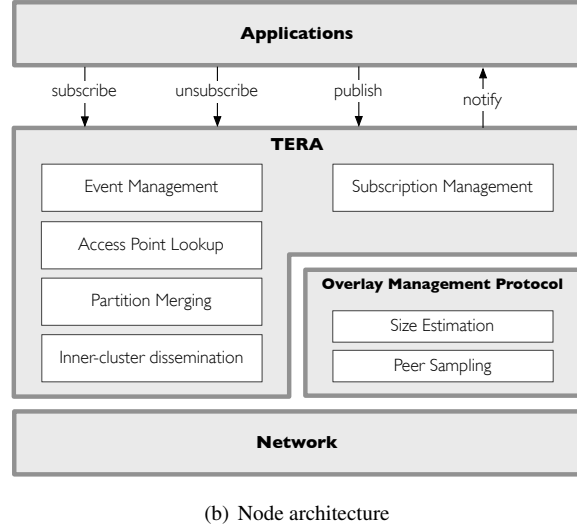 Applications
subscribe
unsubscribe
publish
notify
TERA
Event Management
Subscription Management
Access Point Lookup
Partition Merging
Inner-cluster dissemination
Overlay Management Protocol
Size Estimation
Peer Sampling
Network
(b) Node architecture